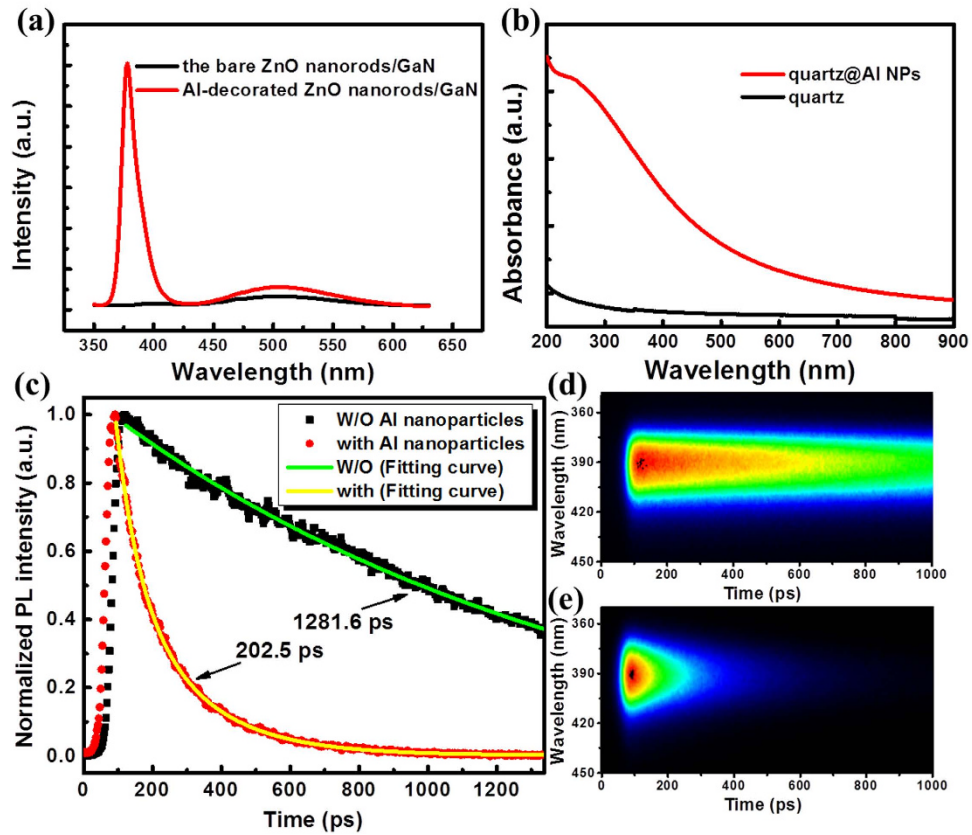 (a)
Intensity (a.u.)
the bare ZnO nanorods/GaN
Al-decorated ZnO nanorods/GaN
350 400 450 500 550 600 650
Wavelength (nm)
(b)
Absorbance (a.u.)
quartz@Al NPs
quartz
200 300 400 500 600 700 800 900
Wavelength (nm)
(c)
Normalized PL intensity (a.u.)
1.0
0.8
0.6
0.4
0.2
0.0
W/O Al nanoparticles
with Al nanoparticles
W/O (Fitting curve)
with (Fitting curve)
1281.6 ps
202.5 ps
0 200 400 600 800 1000 1200
Time (ps)
(d)
Wavelength (nm)
360
390
420
450
0 200 400 600 800 1000
Time (ps)
(e)
Wavelength (nm)
360
390
420
450
0 200 400 600 800 1000
Time (ps)